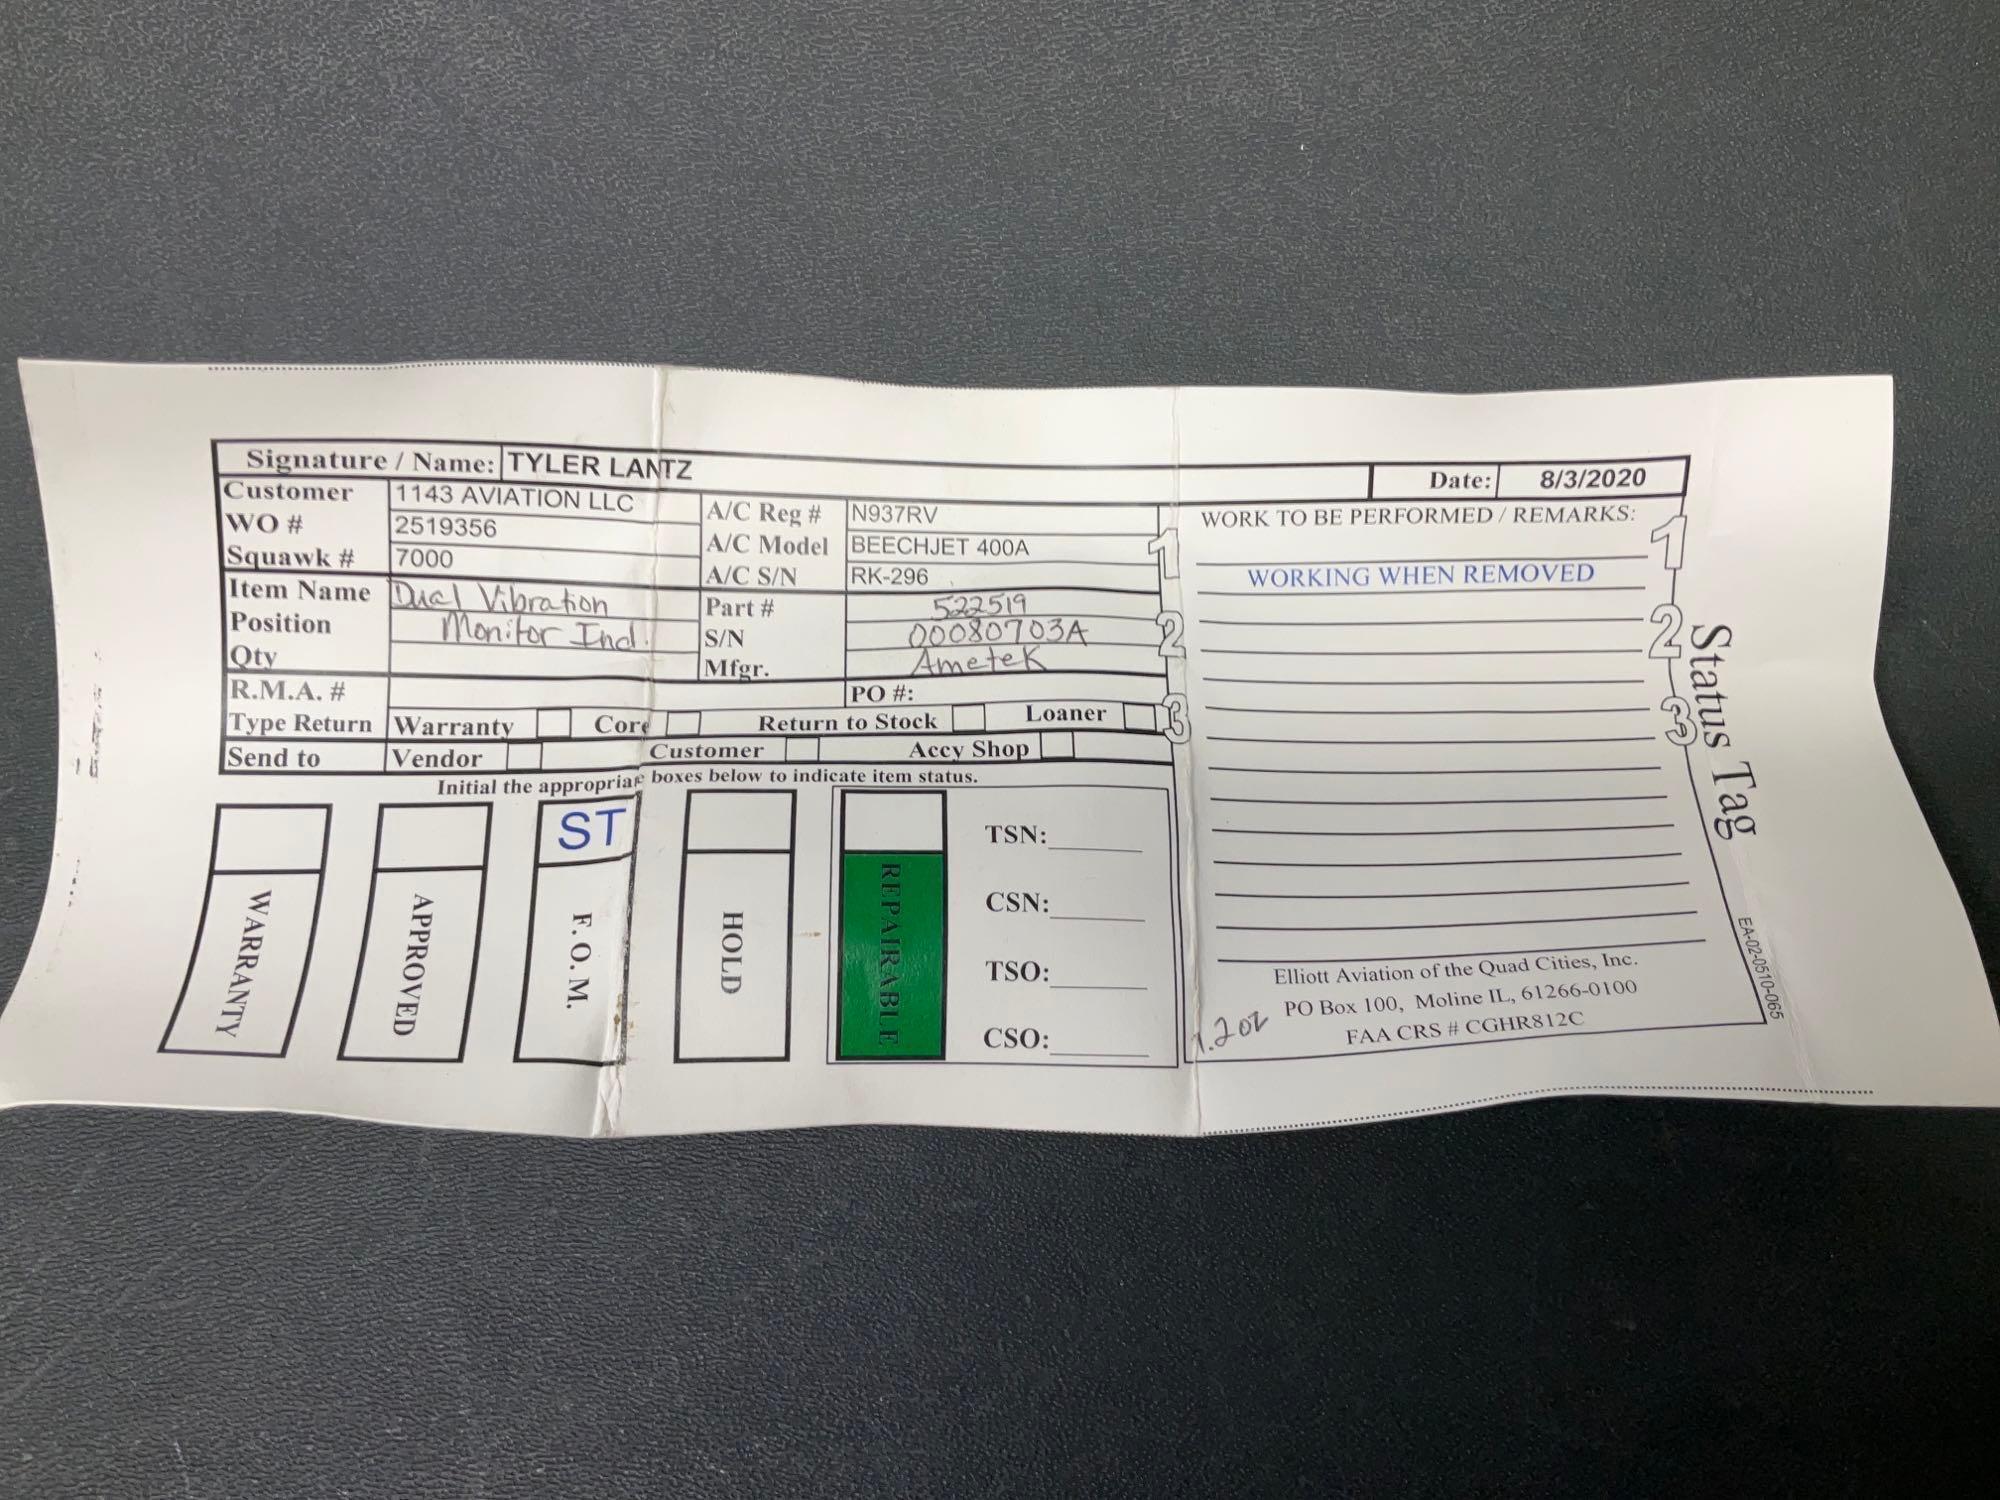 Signature / Name: TYLER LANTZ Date: 8/3/2020
Customer 1143 AVIATION LLC A/C Reg # N937RV
WO # 2519356 A/C Model BEECHJET 400A
Squawk # 7000 A/C S/N RK-296
Item Name Dual Vibration Part # 522519
Position Monitor Ind. S/N 00080703A
Qty Mfgr. Ametek
R.M.A. # PO #:
Type Return Warranty Core Return to Stock Loaner
Send to Vendor Customer Accy Shop
1
2
3
Initial the appropriate boxes below to indicate item status.
WARRANTY
APPROVED
ST
F.O.M.
HOLD
REPAIRABLE
TSN:
CSN:
TSO:
CSO:
WORK TO BE PERFORMED / REMARKS:
WORKING WHEN REMOVED
1
2
3
Elliott Aviation of the Quad Cities, Inc.
PO Box 100, Moline IL, 61266-0100
FAA CRS # CGHR812C
Status Tag
EA-02-0510-065